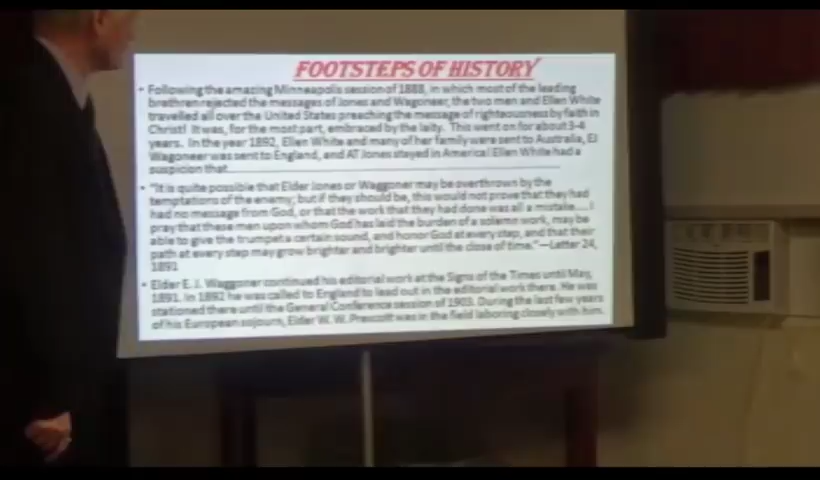 FOOTSTEPS OF HISTORY
• Following the amazing Minneapolis session of 1888, in which most of the leading
brethren rejected the messages of Jones and Wagoneer, the two men and Ellen White
travelled all over the United States preaching the message of righteousness by faith in
Christ! It was, for the most part, embraced by the laity. This went on for about 3-4
years. In the year 1892, Ellen White and many of her family were sent to Australia, EJ
Wagoneer was sent to England, and AT Jones stayed in America! Ellen White had a
suspicion that
• "It is quite possible that Elder Jones or Waggoner may be overthrown by the
temptations of the enemy; but if they should be, this would not prove that they had
had no message from God, or that the work that they had done was all a mistake.... I
pray that these men upon whom God has laid the burden of a solemn work, may be
able to give the trumpet a certain sound, and honor God at every step, and that their
path at every step may grow brighter and brighter until the close of time."—Letter 24,
1891
• Elder E. J. Waggoner continued his editorial work at the Signs of the Times until May,
1891. In 1892 he was called to England to lead out in the editorial work there. He was
stationed there until the General Conference session of 1903. During the last few years
of his European sojourn, Elder W. W. Prescott was in the field laboring closely with him.